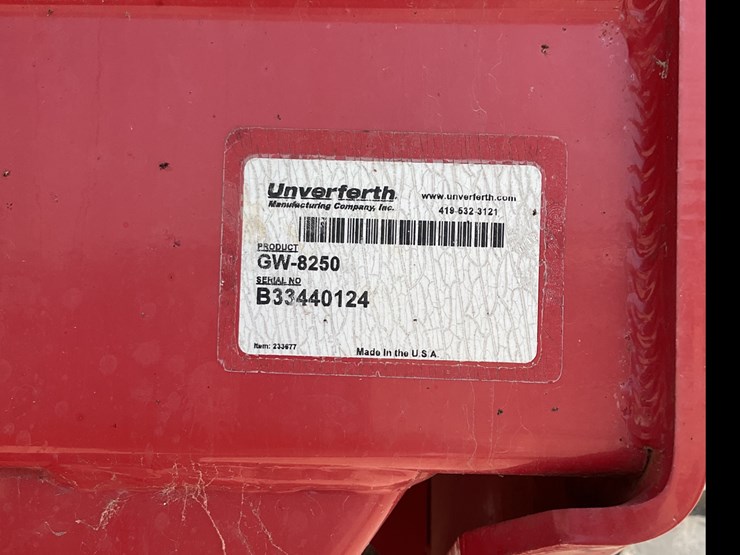 Unverferth
Manufacturing Company, Inc.
www.unverferth.com
419-532-3121
PRODUCT
GW-8250
SERIAL NO
B33440124
Item: 233677
Made in the U.S.A.